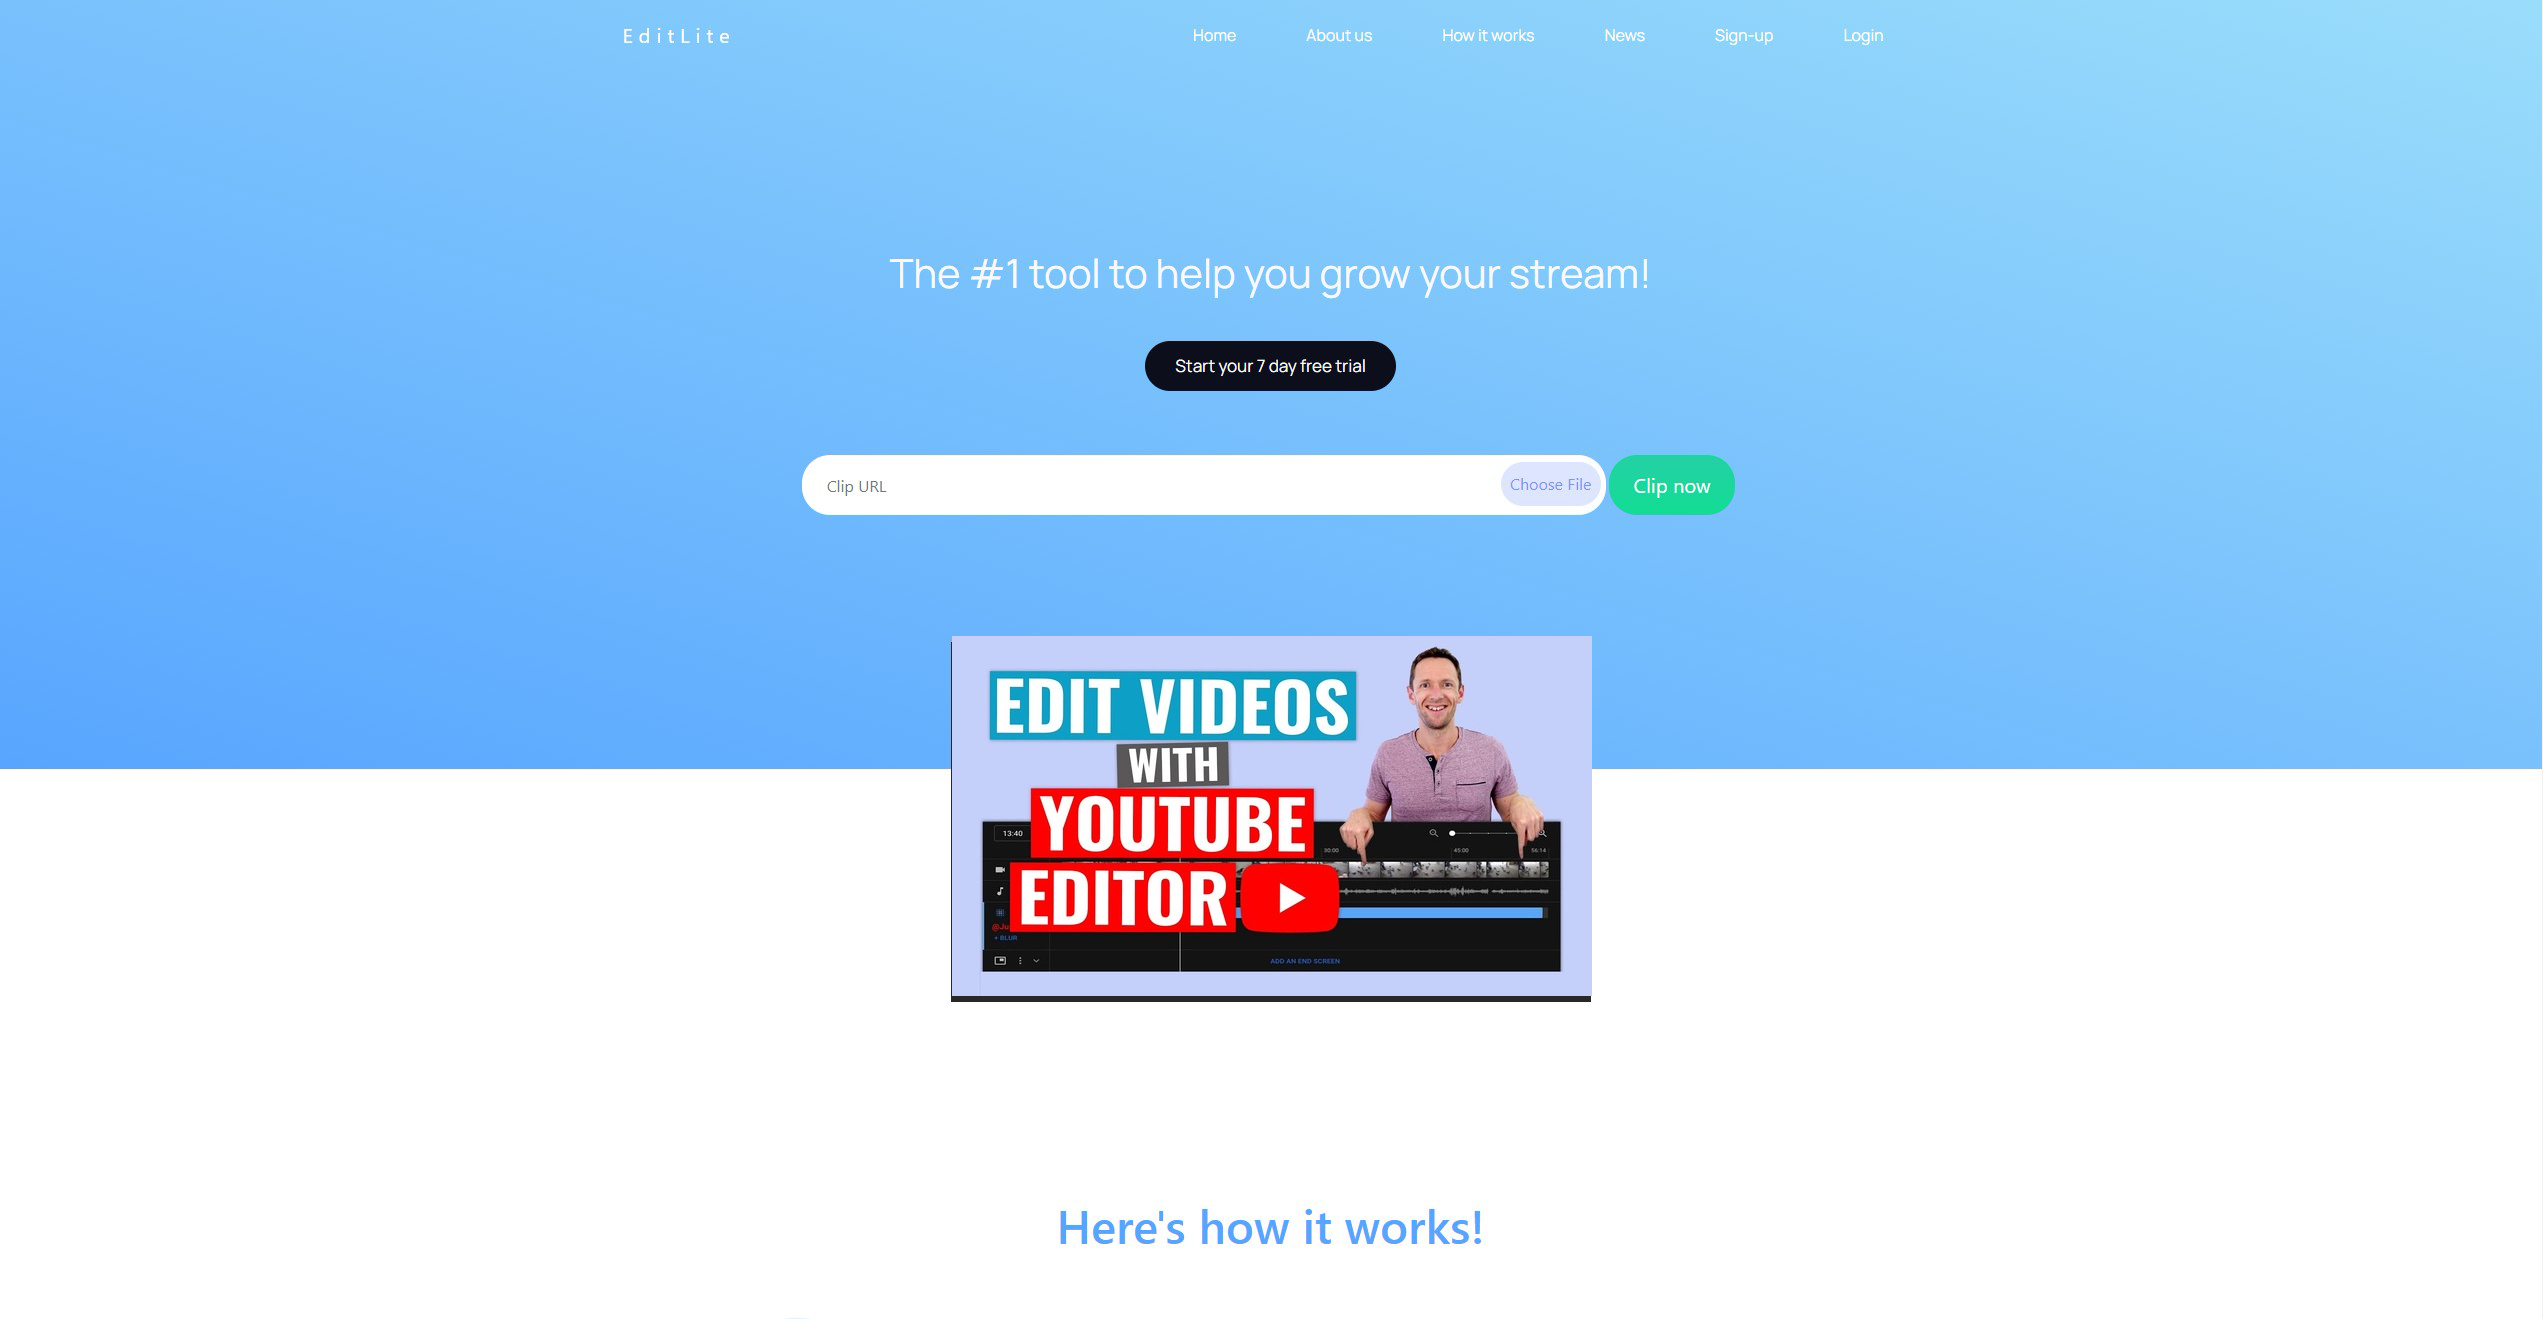 EditLite
Home About us How it works News Sign-up Login
The #1 tool to help you grow your stream!
Start your 7 day free trial
Clip URL
Choose File
Clip now
EDIT VIDEOS
WITH
YOUTUBE
EDITOR
13:40
30:00 45:00 56:14
+ BLUR
ADD AN END SCREEN
Here's how it works!